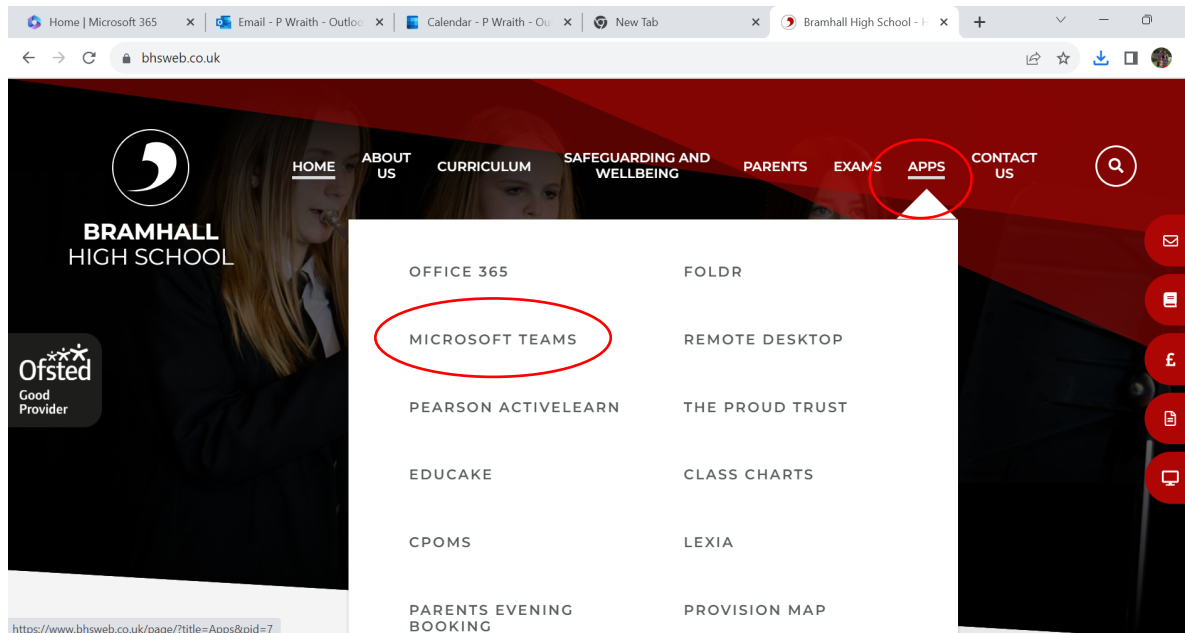 Home | Microsoft 365
Email - P Wraith - Outloo
Calendar - P Wraith - Ou
New Tab
Bramhall High School - H
bhsweb.co.uk
HOME
ABOUT
US
CURRICULUM
SAFEGUARDING AND
WELLBEING
PARENTS
EXAMS
APPS
CONTACT
US
BRAMHALL
HIGH SCHOOL
OFFICE 365
FOLDR
MICROSOFT TEAMS
REMOTE DESKTOP
PEARSON ACTIVELEARN
THE PROUD TRUST
EDUCAKE
CLASS CHARTS
CPOMS
LEXIA
PARENTS EVENING
BOOKING
PROVISION MAP
Ofsted
Good
Provider
£
https://www.bhsweb.co.uk/page/?title=Apps&pid=7